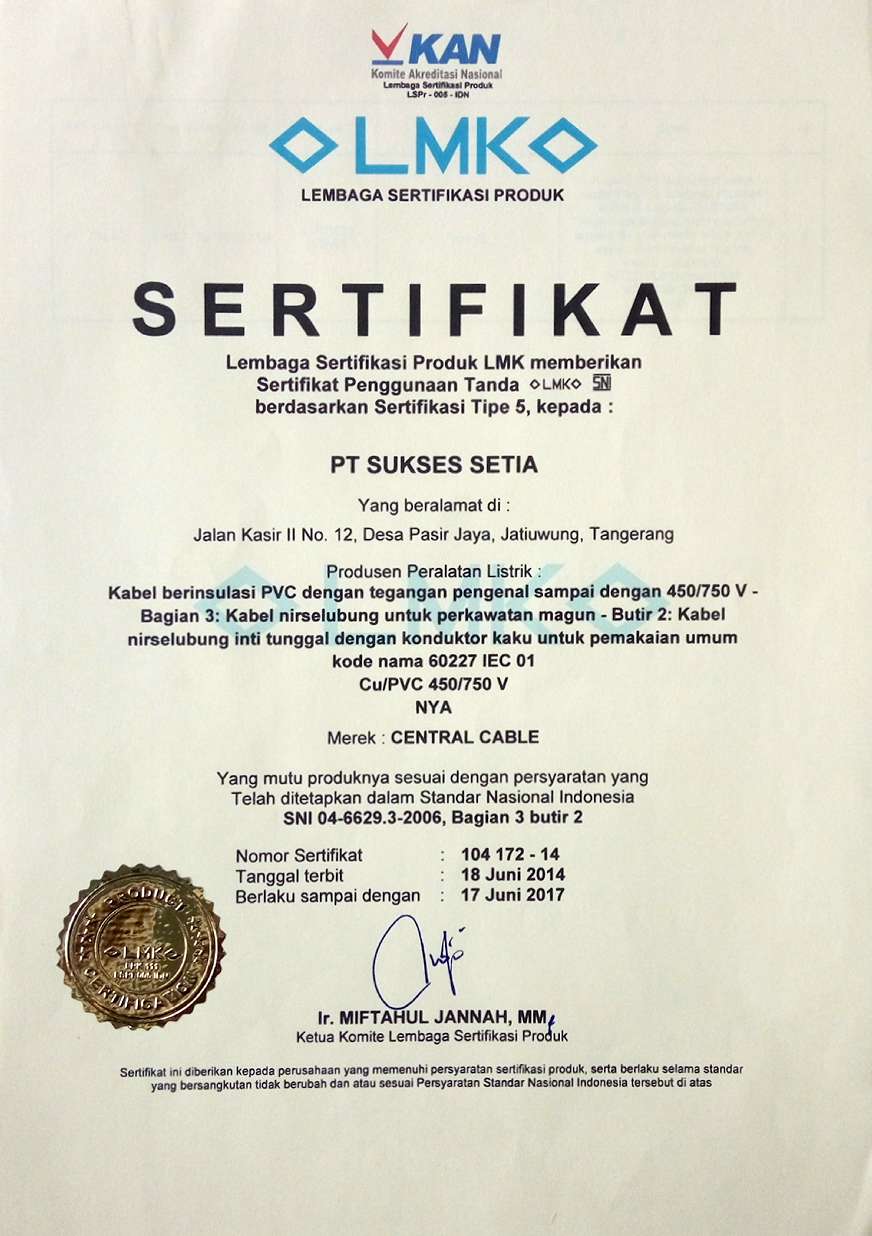 KAN
Komite Akreditasi Nasional
Lembaga Sertifikasi Produk
LSPr - 005 - IDN
LMK
LEMBAGA SERTIFIKASI PRODUK
SERTIFIKAT
Lembaga Sertifikasi Produk LMK memberikan
Sertifikat Penggunaan Tanda LMK SNI
berdasarkan Sertifikasi Tipe 5, kepada :
PT SUKSES SETIA
Yang beralamat di :
Jalan Kasir II No. 12, Desa Pasir Jaya, Jatiuwung, Tangerang
Produsen Peralatan Listrik :
Kabel berinsulasi PVC dengan tegangan pengenal sampai dengan 450/750 V -
Bagian 3: Kabel nirselubung untuk perkawatan magun - Butir 2: Kabel
nirselubung inti tunggal dengan konduktor kaku untuk pemakaian umum
kode nama 60227 IEC 01
Cu/PVC 450/750 V
NYA
Merek : CENTRAL CABLE
Yang mutu produknya sesuai dengan persyaratan yang
Telah ditetapkan dalam Standar Nasional Indonesia
SNI 04-6629.3-2006, Bagian 3 butir 2
Nomor Sertifikat : 104 172 - 14
Tanggal terbit : 18 Juni 2014
Berlaku sampai dengan : 17 Juni 2017
PRODUCT
LMK
CERTIFICATION
Ir. MIFTAHUL JANNAH, MM
Ketua Komite Lembaga Sertifikasi Produk
Sertifikat ini diberikan kepada perusahaan yang memenuhi persyaratan sertifikasi produk, serta berlaku selama standar
yang bersangkutan tidak berubah dan atau sesuai Persyaratan Standar Nasional Indonesia tersebut di atas